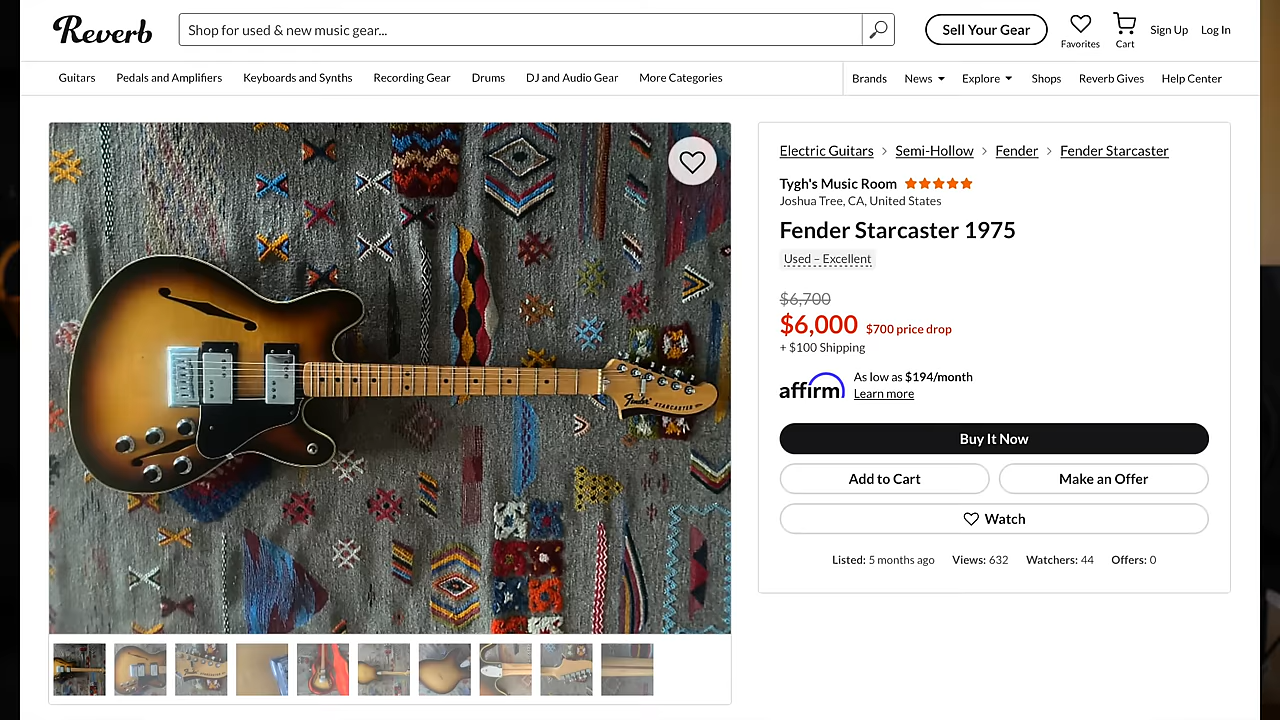 Reverb
Shop for used & new music gear...
Sell Your Gear
Favorites
Cart
Sign Up
Log In
Guitars
Pedals and Amplifiers
Keyboards and Synths
Recording Gear
Drums
DJ and Audio Gear
More Categories
Brands
News
Explore
Shops
Reverb Gives
Help Center
Fender STARCASTER
Electric Guitars > Semi-Hollow > Fender > Fender Starcaster
Tygh's Music Room
Joshua Tree, CA, United States
Fender Starcaster 1975
Used – Excellent
$6,700
$6,000 $700 price drop
+ $100 Shipping
affirm
As low as $194/month
Learn more
Buy It Now
Add to Cart
Make an Offer
Watch
Listed: 5 months ago
Views: 632
Watchers: 44
Offers: 0